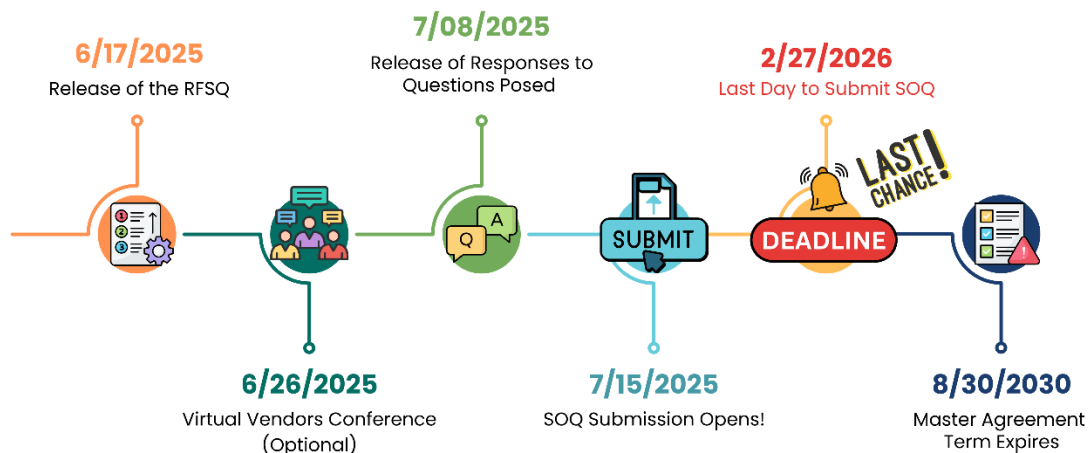 6/17/2025
Release of the RFSQ
7/08/2025
Release of Responses to
Questions Posed
2/27/2026
Last Day to Submit SOQ
LAST
CHANCE!
1
2
3
Q
A
SUBMIT
DEADLINE
!
6/26/2025
Virtual Vendors Conference
(Optional)
7/15/2025
SOQ Submission Opens!
8/30/2030
Master Agreement
Term Expires